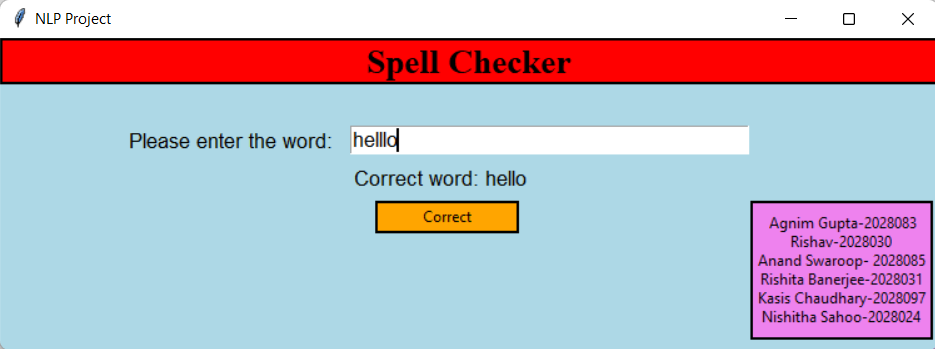 NLP Project
Spell Checker
Please enter the word: helllo
Correct word: hello
Correct
Agnim Gupta-2028083
Rishav-2028030
Anand Swaroop- 2028085
Rishita Banerjee-2028031
Kasis Chaudhary-2028097
Nishitha Sahoo-2028024